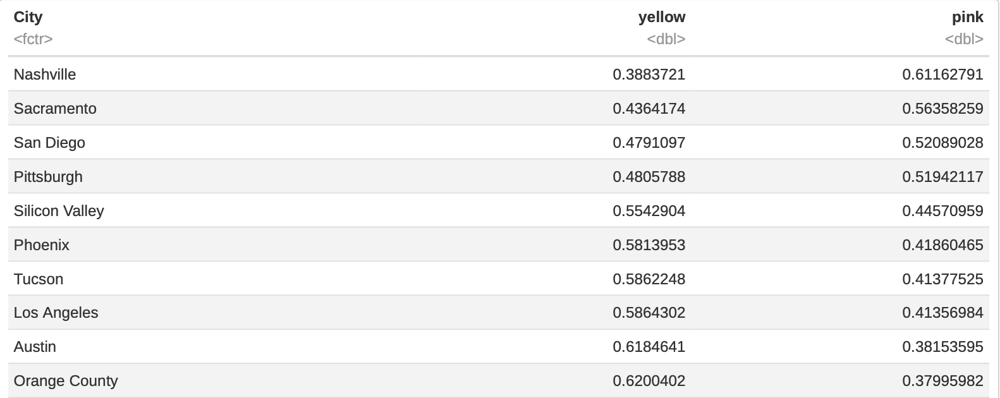 City yellow pink
<fctr> <dbl> <dbl>
Nashville 0.3883721 0.61162791
Sacramento 0.4364174 0.56358259
San Diego 0.4791097 0.52089028
Pittsburgh 0.4805788 0.51942117
Silicon Valley 0.5542904 0.44570959
Phoenix 0.5813953 0.41860465
Tucson 0.5862248 0.41377525
Los Angeles 0.5864302 0.41356984
Austin 0.6184641 0.38153595
Orange County 0.6200402 0.37995982